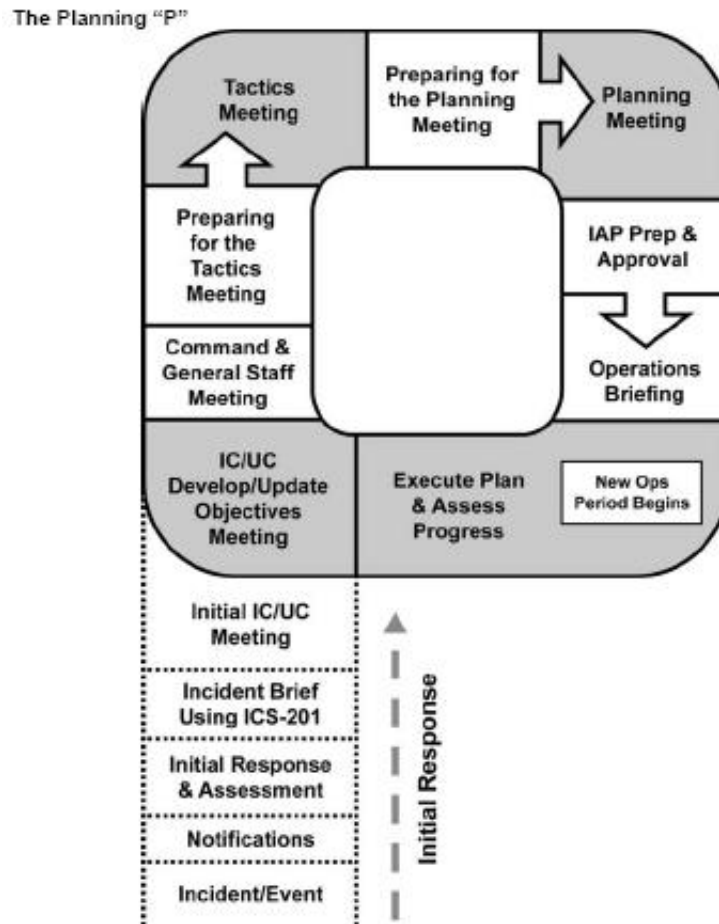 The Planning “P”
Tactics
Meeting
Preparing for
the Planning
Meeting
Planning
Meeting
Preparing
for the
Tactics
Meeting
IAP Prep &
Approval
Command &
General Staff
Meeting
Operations
Briefing
IC/UC
Develop/Update
Objectives
Meeting
Execute Plan
& Assess
Progress
New Ops
Period Begins
Initial IC/UC
Meeting
Incident Brief
Using ICS-201
Initial Response
& Assessment
Notifications
Incident/Event
Initial Response